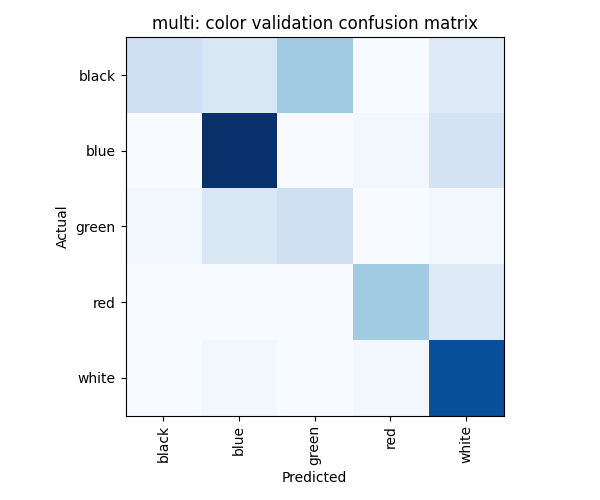 multi: color validation confusion matrix
black
blue
green
red
white
Actual
black
blue
green
red
white
Predicted